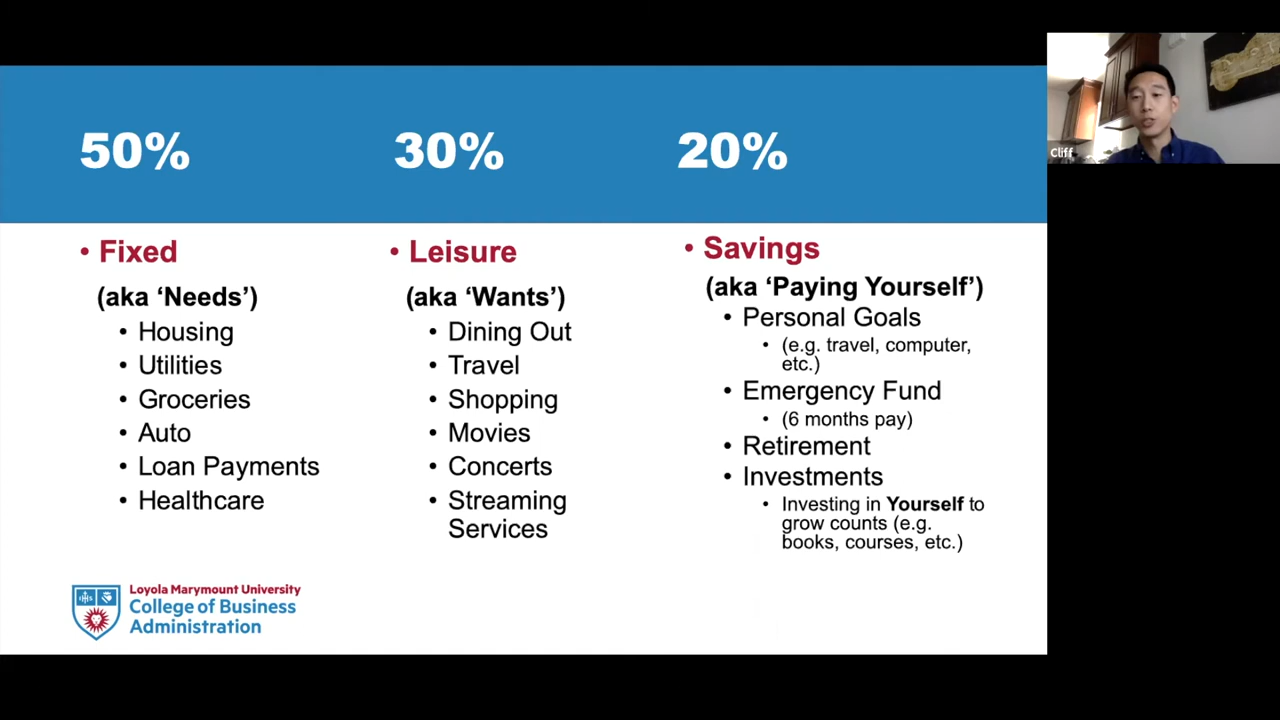 50%
30%
20%
• Fixed
(aka ‘Needs’)
• Housing
• Utilities
• Groceries
• Auto
• Loan Payments
• Healthcare
• Leisure
(aka ‘Wants’)
• Dining Out
• Travel
• Shopping
• Movies
• Concerts
• Streaming
Services
• Savings
(aka ‘Paying Yourself’)
• Personal Goals
• (e.g. travel, computer,
etc.)
• Emergency Fund
• (6 months pay)
• Retirement
• Investments
• Investing in Yourself to
grow counts (e.g.
books, courses, etc.)
Loyola Marymount University
College of Business
Administration
Cliff